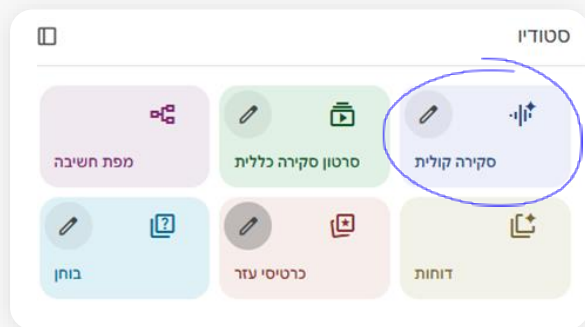 סטודיו
סקירה קולית
סרטון סקירה כללית
מפת חשיבה
דוחות
כרטיסי עזר
בוחן